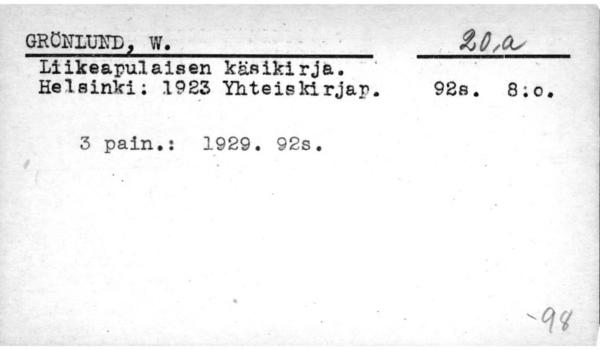 GRÖNLUND, W. 20,a
Liikeapulaisen käsikirja.
Helsinki: 1923 Yhteiskirjap. 92s. 8:o.
3 pain.: 1929. 92s.
-98